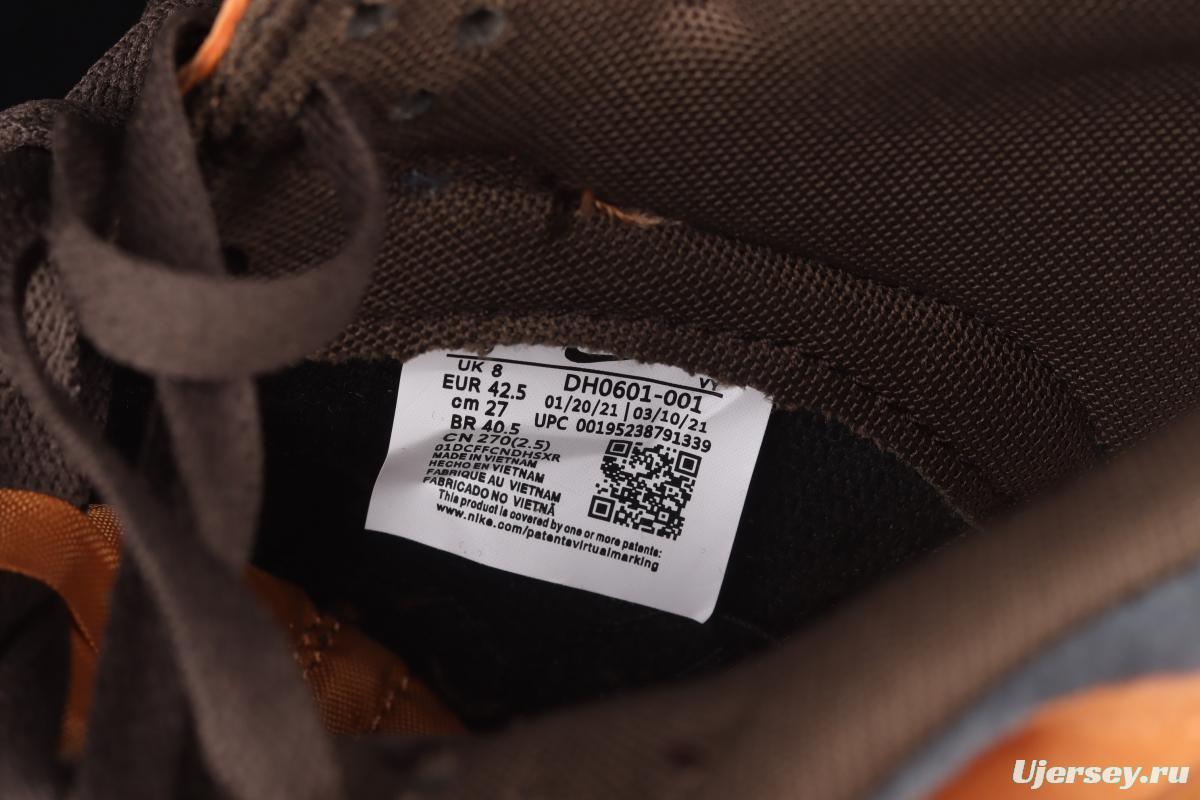 VY
UK 8
EUR 42.5
cm 27
BR 40.5
CN 270(2.5)
DH0601-001
01/20/21 | 03/10/21
UPC 00195238791339
01DCFFCNDHSXR
MADE IN VIETNAM
HECHO EN VIETNAM
FABRIQUE AU VIETNAM
FABRICADO NO VIETNÃ
This product is covered by one or more patents:
www.nike.com/patentsvirtualmarking
Ujersey.ru